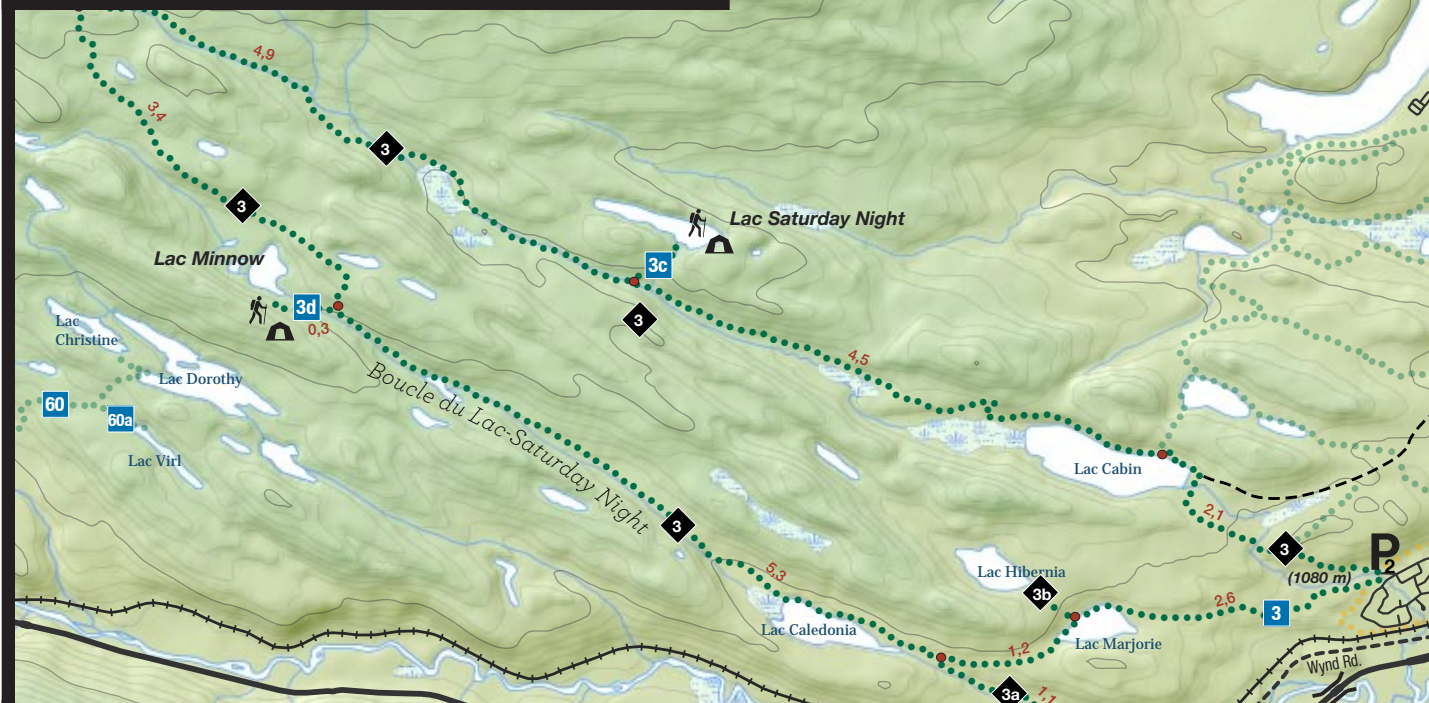 4,9
3,4
3
3
Lac Saturday Night
Lac Minnow
3c
3d
0,3
3
Lac
Christine
4,5
Lac Dorothy
Boucle du Lac-Saturday Night
60
60a
Lac Virl
Lac Cabin
2,1
3
3
P2
(1080 m)
5,3
Lac Hibernia
3b
2,6
3
Lac Caledonia
Lac Marjorie
1,2
Wynd Rd.
3a
1,1